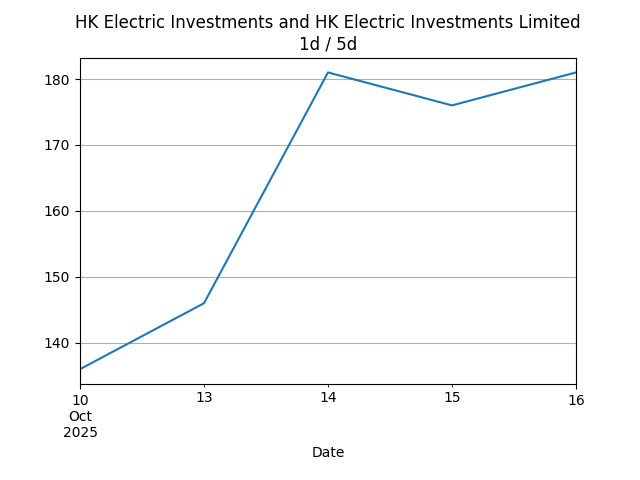 HK Electric Investments and HK Electric Investments Limited
1d / 5d
180
170
160
150
140
10 13 14 15 16
Oct
2025
Date